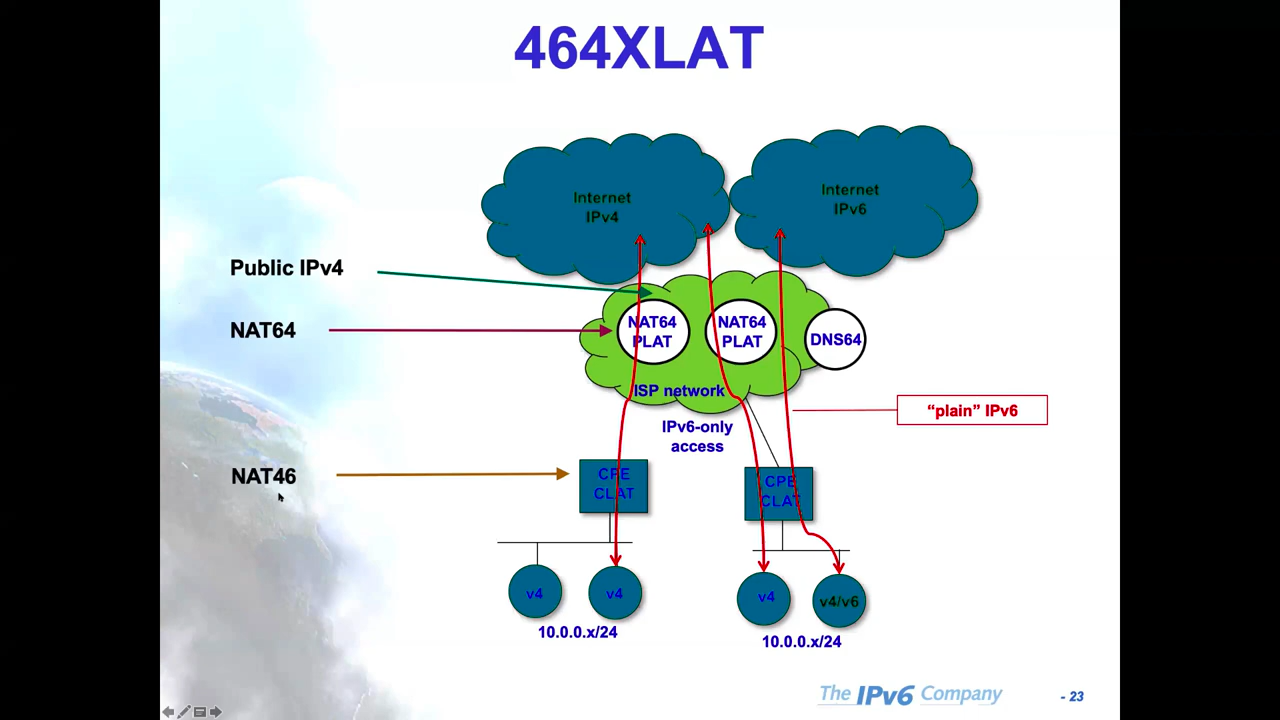 464XLAT
Internet
IPv4
Internet
IPv6
Public IPv4
NAT64
NAT64
PLAT
NAT64
PLAT
DNS64
ISP network
IPv6-only
access
"plain" IPv6
NAT46
CPE
CLAT
CPE
CLAT
v4
v4
v4
v4/v6
10.0.0.x/24
10.0.0.x/24
The IPv6 Company
- 23